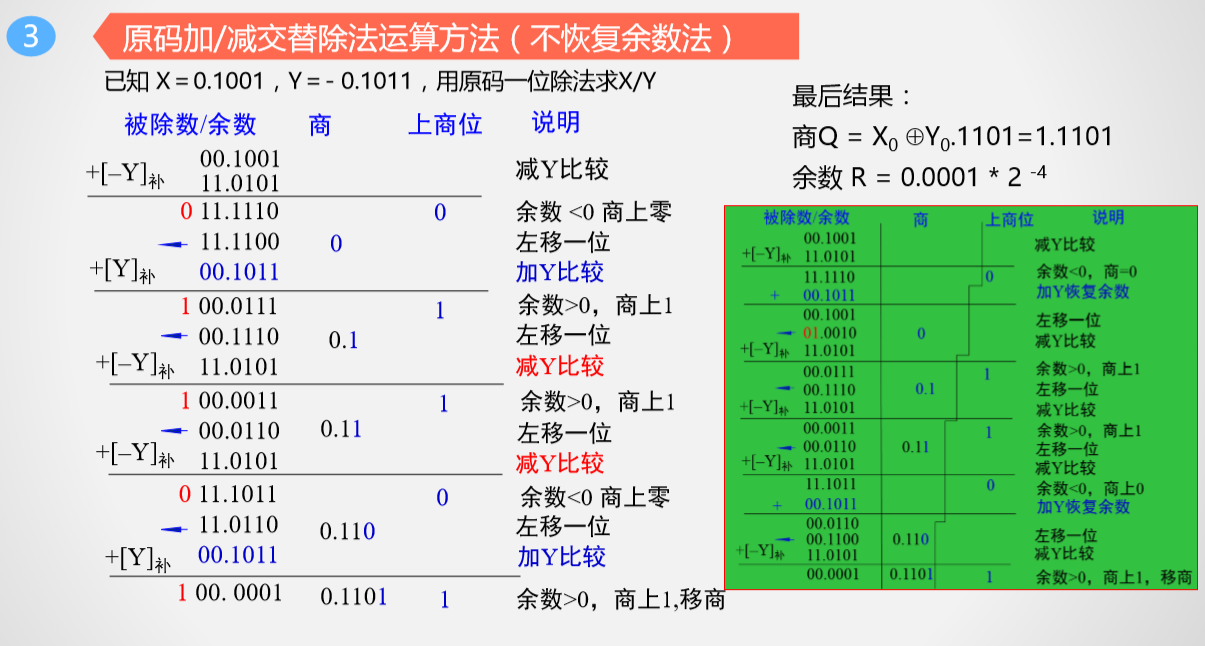 3
原码加/减交替除法运算方法（不恢复余数法）
已知 X＝0.1001，Y＝- 0.1011，用原码一位除法求X/Y
被除数/余数 商 上商位 说明
00.1001
+[–Y]补 11.0101 减Y比较
0 11.1110 0 余数 <0 商上零
11.1100 0 左移一位
+[Y]补 00.1011 加Y比较
1 00.0111 1 余数>0，商上1
00.1110 0.1 左移一位
+[–Y]补 11.0101 减Y比较
1 00.0011 1 余数>0，商上1
00.0110 0.11 左移一位
+[–Y]补 11.0101 减Y比较
0 11.1011 0 余数<0 商上零
11.0110 0.110 左移一位
+[Y]补 00.1011 加Y比较
1 00. 0001 0.1101 1 余数>0，商上1,移商
最后结果：
商Q = X0 ⊕Y0.1101=1.1101
余数 R = 0.0001 * 2 -4
被除数/余数 商 上商位 说明
00.1001 减Y比较
+[–Y]补 11.0101
11.1110 0 余数<0，商=0
+ 00.1011 加Y恢复余数
00.1001
01.0010 0 左移一位
+[–Y]补 11.0101 减Y比较
00.0111 1 余数>0，商上1
00.1110 0.1 左移一位
+[–Y]补 11.0101 减Y比较
00.0011 1 余数>0，商上1
00.0110 0.11 左移一位
+[–Y]补 11.0101 减Y比较
11.1011 0 余数<0，商上0
+ 00.1011 加Y恢复余数
00.0110
00.1100 0.110 左移一位
+[–Y]补 11.0101 减Y比较
00.0001 0.1101 1 余数>0，商上1，移商